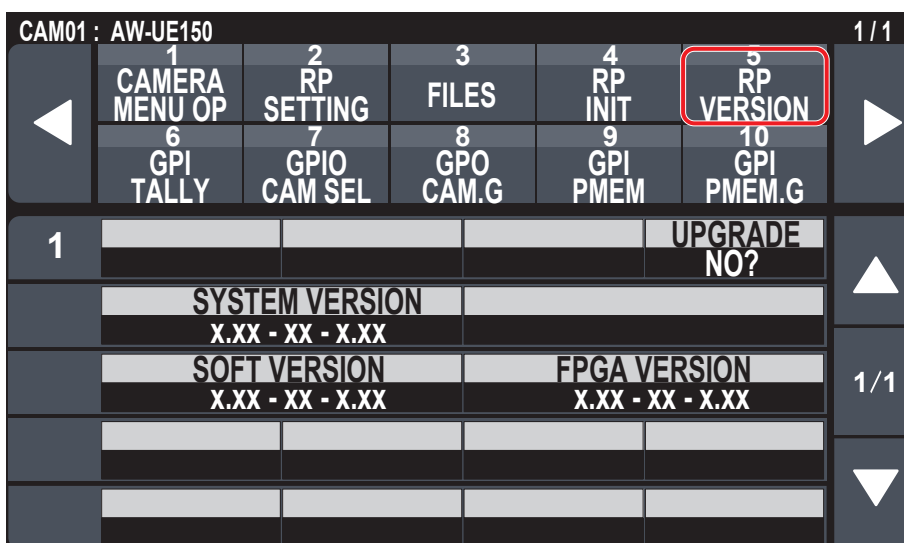 CAM01 : AW-UE150 1 / 1
1 2 3 4 5
CAMERA MENU OP RP SETTING FILES RP INIT RP VERSION
6 7 8 9 10
GPI TALLY GPIO CAM SEL GPO CAM.G GPI PMEM GPI PMEM.G
1 UPGRADE
NO?
SYSTEM VERSION
X.XX - XX - X.XX
SOFT VERSION FPGA VERSION
X.XX - XX - X.XX X.XX - XX - X.XX
1/1